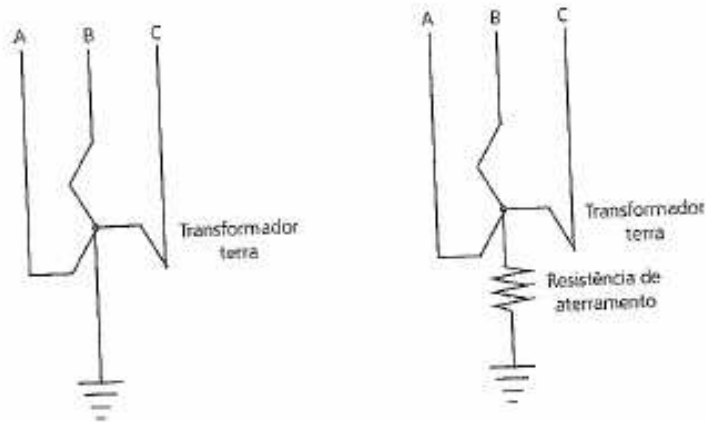 A B C
Transformador
terra
A B C
Transformador
terra
Resistência de
aterramento